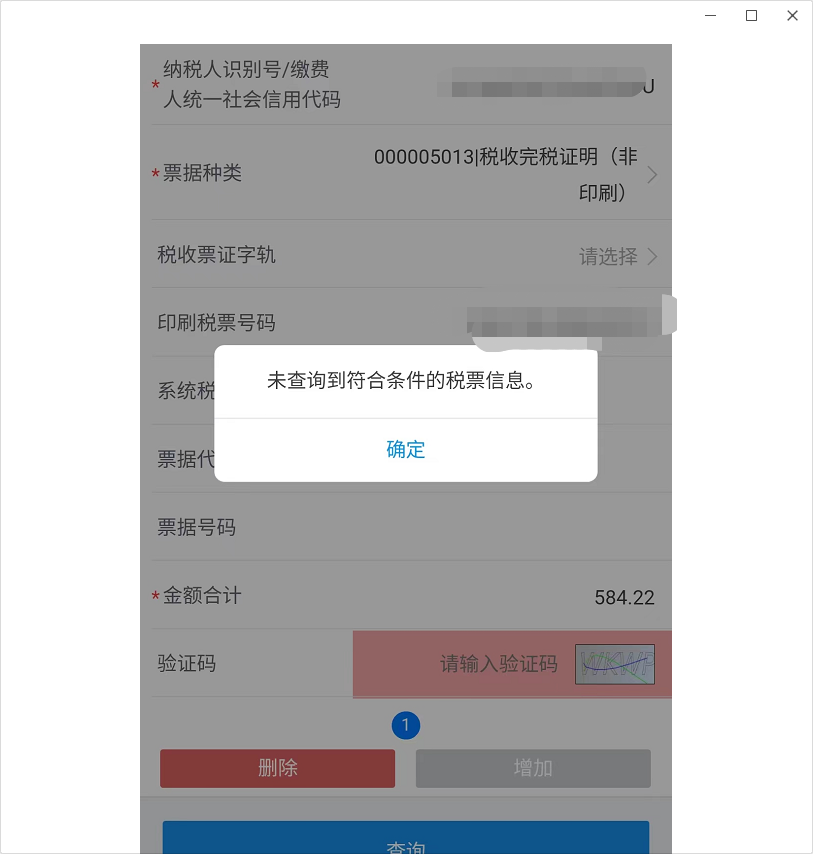 * 纳税人识别号/缴费
人统一社会信用代码
U
* 票据种类
000005013|税收完税证明（非
印刷）
税收票证字轨
请选择
印刷税票号码
系统税
未查询到符合条件的税票信息。
票据代
确定
票据号码
* 金额合计
584.22
验证码
请输入验证码
WKWP
1
删除
增加
查询